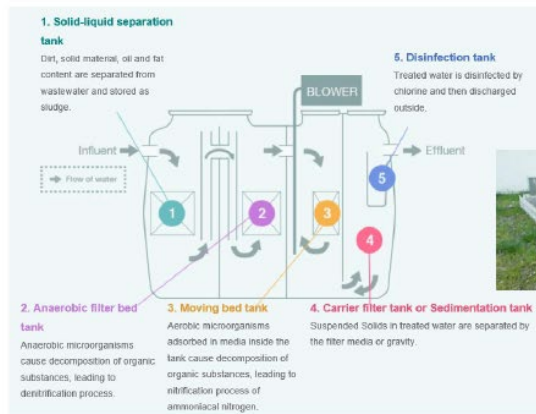 1. Solid-liquid separation
tank
Dirt, solid material, oil and fat
content are separated from
wastewater and stored as
sludge.
5. Disinfection tank
Treated water is disinfected by
chlorine and then discharged
outside.
BLOWER
Influent
Effluent
Flow of water
1
2
3
4
5
2. Anaerobic filter bed
tank
Anaerobic microorganisms
cause decomposition of organic
substances, leading to
denitrification process.
3. Moving bed tank
Aerobic microorganisms
adsorbed in media inside the
tank cause decomposition of
organic substances, leading to
nitrification process of
ammoniacal nitrogen.
4. Carrier filter tank or Sedimentation tank
Suspended Solids in treated water are separated by
the filter media or gravity.